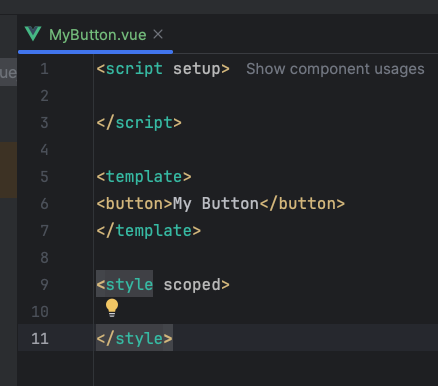 ue
MyButton.vue
1 <script setup> Show component usages
2
3 </script>
4
5 <template>
6 <button>My Button</button>
7 </template>
8
9 <style scoped>
10
11 </style>